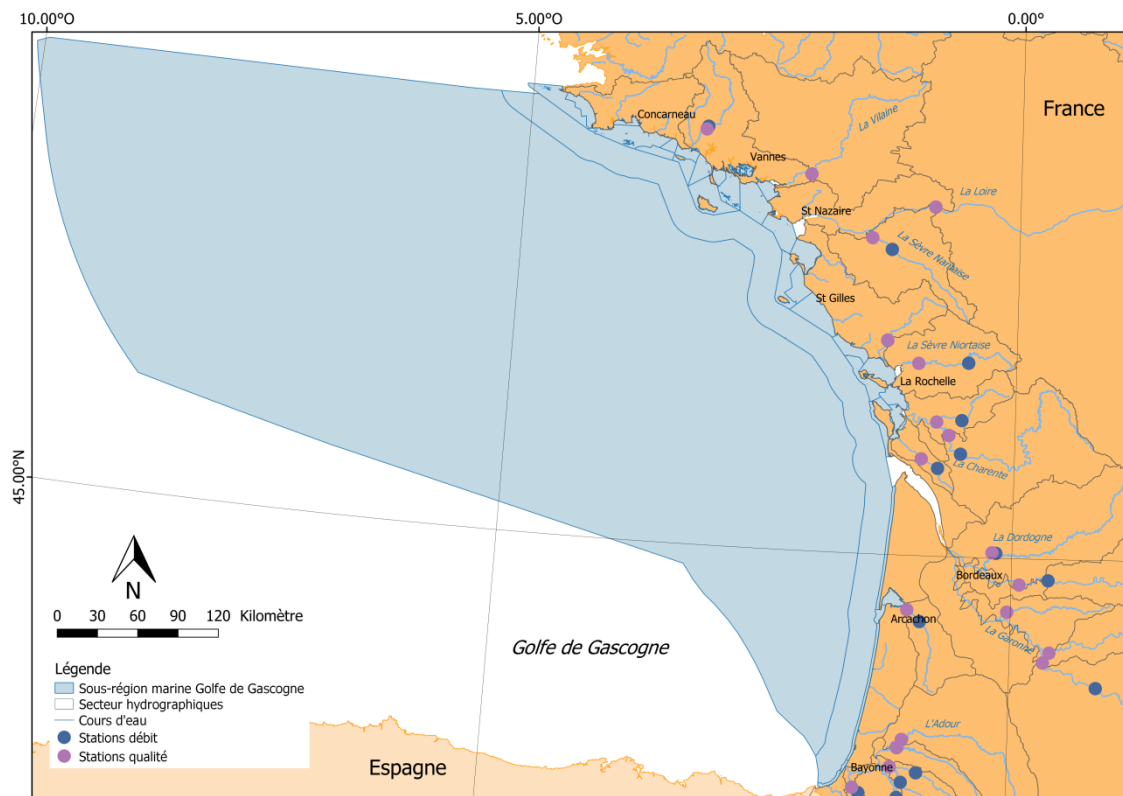 10.00°O
5.00°O
0.00°
France
Concarneau
La Vilaine
Vannes
La Loire
St Nazaire
La Sèvre Nantaise
St Gilles
La Sèvre Niortaise
La Rochelle
45.00°N
La Charente
La Dordogne
Bordeaux
N
0 30 60 90 120 Kilomètre
Arcachon
La Garonne
Golfe de Gascogne
Légende
Sous-région marine Golfe de Gascogne
Secteur hydrographiques
Cours d'eau
Stations débit
Stations qualité
L'Adour
Bayonne
Espagne